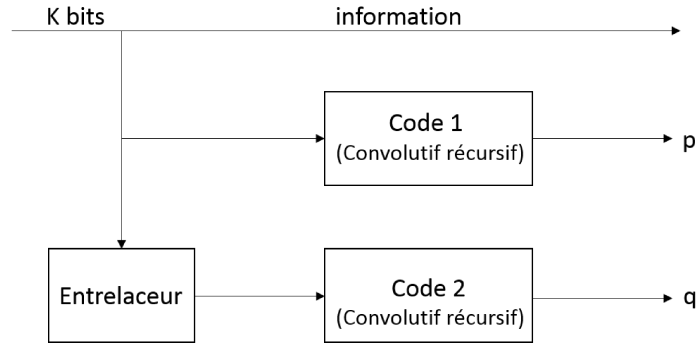 K bits information
Code 1
(Convolutif récursif)
p
Entrelaceur
Code 2
(Convolutif récursif)
q